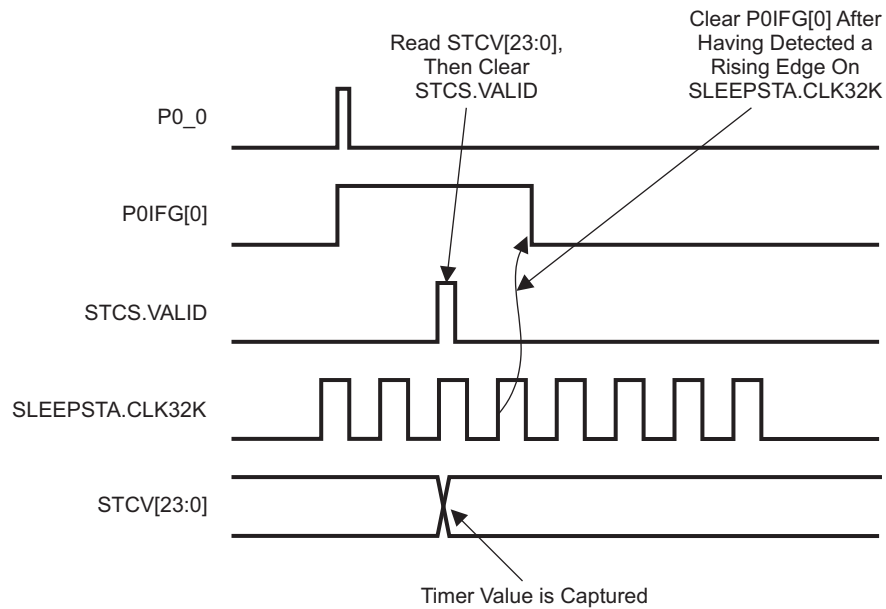 Clear P0IFG[0] After
Having Detected a
Rising Edge On
SLEEPSTA.CLK32K
Read STCV[23:0],
Then Clear
STCS.VALID
P0_0
P0IFG[0]
STCS.VALID
SLEEPSTA.CLK32K
STCV[23:0]
Timer Value is Captured